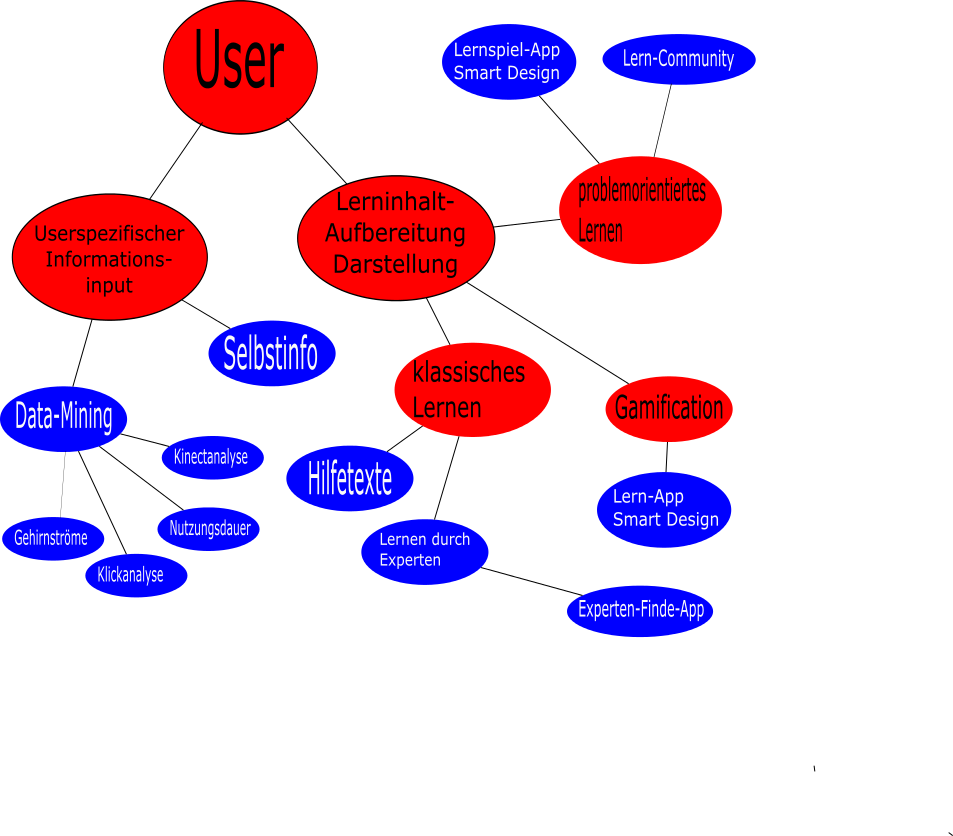 User
Lernspiel-App
Smart Design
Lern-Community
problemorientiertes
Lernen
Lerninhalt-
Aufbereitung
Darstellung
Userspezifischer
Informations-
input
Selbstinfo
klassisches
Lernen
Gamification
Data-Mining
Kinectanalyse
Hilfetexte
Lern-App
Smart Design
Nutzungsdauer
Gehirnströme
Lernen durch
Experten
Klickanalyse
Experten-Finde-App